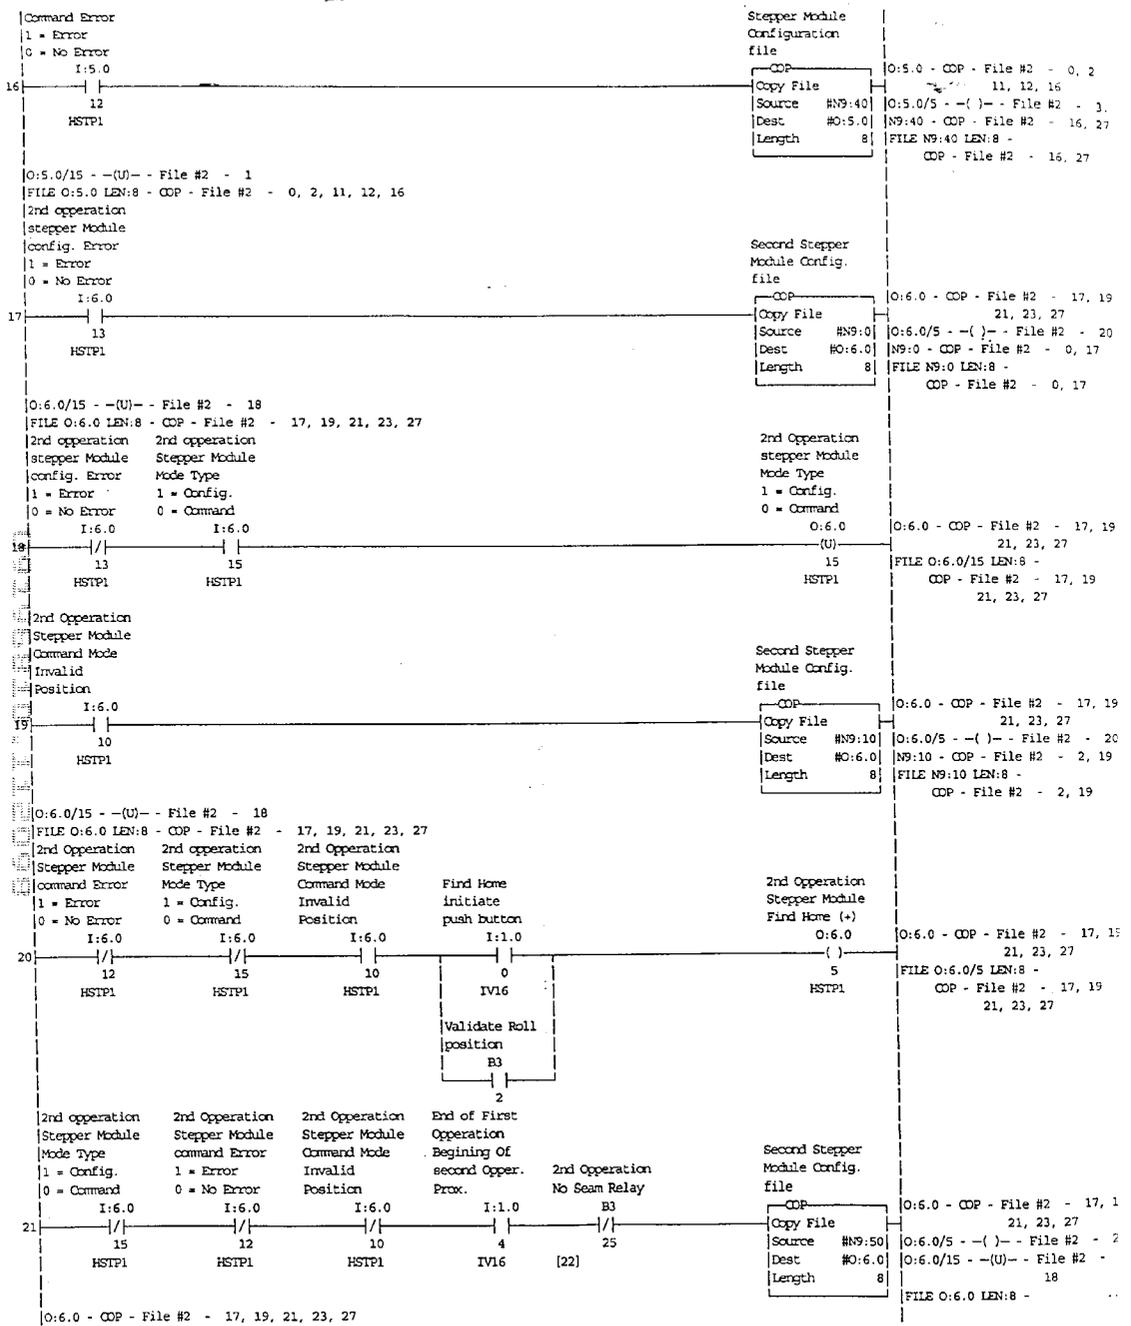 Command Error
1 = Error
0 = No Error
I:5.0
16
12
HSTP1
Stepper Module
Configuration
file
COP
Copy File
Source #N9:40
Dest #O:5.0
Length 8
O:5.0 - COP - File #2 - 0, 2
11, 12, 16
O:5.0/5 - —( )— - File #2 - 3.
N9:40 - COP - File #2 - 16, 27
FILE N9:40 LEN:8 -
COP - File #2 - 16, 27
O:5.0/15 - —(U)— - File #2 - 1
FILE O:5.0 LEN:8 - COP - File #2 - 0, 2, 11, 12, 16
2nd opperation
stepper Module
config. Error
1 = Error
0 = No Error
I:6.0
17
13
HSTP1
Second Stepper
Module Config.
file
COP
Copy File
Source #N9:0
Dest #O:6.0
Length 8
O:6.0 - COP - File #2 - 17, 19
21, 23, 27
O:6.0/5 - —( )— - File #2 - 20
N9:0 - COP - File #2 - 0, 17
FILE N9:0 LEN:8 -
COP - File #2 - 0, 17
O:6.0/15 - —(U)— - File #2 - 18
FILE O:6.0 LEN:8 - COP - File #2 - 17, 19, 21, 23, 27
2nd opperation 2nd opperation 2nd Opperation
stepper Module Stepper Module stepper Module
config. Error Mode Type Mode Type
1 = Error 1 = Config. 1 = Config.
0 = No Error 0 = Command 0 = Command
I:6.0 I:6.0 O:6.0
18 (U)
13 15 15
HSTP1 HSTP1 HSTP1
O:6.0 - COP - File #2 - 17, 19
21, 23, 27
FILE O:6.0/15 LEN:8 -
COP - File #2 - 17, 19
21, 23, 27
2nd Opperation
Stepper Module
Command Mode
Invalid
Position
I:6.0
19
10
HSTP1
Second Stepper
Module Config.
file
COP
Copy File
Source #N9:10
Dest #O:6.0
Length 8
O:6.0 - COP - File #2 - 17, 19
21, 23, 27
O:6.0/5 - —( )— - File #2 - 20
N9:10 - COP - File #2 - 2, 19
FILE N9:10 LEN:8 -
COP - File #2 - 2, 19
O:6.0/15 - —(U)— - File #2 - 18
FILE O:6.0 LEN:8 - COP - File #2 - 17, 19, 21, 23, 27
2nd Opperation 2nd opperation 2nd Opperation
Stepper Module Stepper Module Stepper Module 2nd Opperation
command Error Mode Type Command Mode Find Home Stepper Module
1 = Error 1 = Config. Invalid initiate Find Home (+)
0 = No Error 0 = Command Position push button
I:6.0 I:6.0 I:6.0 I:1.0 O:6.0
20 ( )
12 15 10 0 5
HSTP1 HSTP1 HSTP1 IV16 HSTP1
O:6.0 - COP - File #2 - 17, 19
21, 23, 27
FILE O:6.0/5 LEN:8 -
COP - File #2 - 17, 19
21, 23, 27
Validate Roll
position
B3
2
2nd opperation 2nd Opperation 2nd Opperation End of First
Stepper Module Stepper Module Stepper Module Opperation
Mode Type command Error Command Mode Begining Of
1 = Config. 1 = Error Invalid second Opper. 2nd Opperation
0 = Command 0 = No Error Position Prox. No Seam Relay
I:6.0 I:6.0 I:6.0 I:1.0 B3
21
15 12 10 4 25
HSTP1 HSTP1 HSTP1 IV16 [22]
Second Stepper
Module Config.
file
COP
Copy File
Source #N9:50
Dest #O:6.0
Length 8
O:6.0 - COP - File #2 - 17, 1
21, 23, 27
O:6.0/5 - —( )— - File #2 - 2
O:6.0/15 - —(U)— - File #2 -
18
FILE O:6.0 LEN:8 -
O:6.0 - COP - File #2 - 17, 19, 21, 23, 27